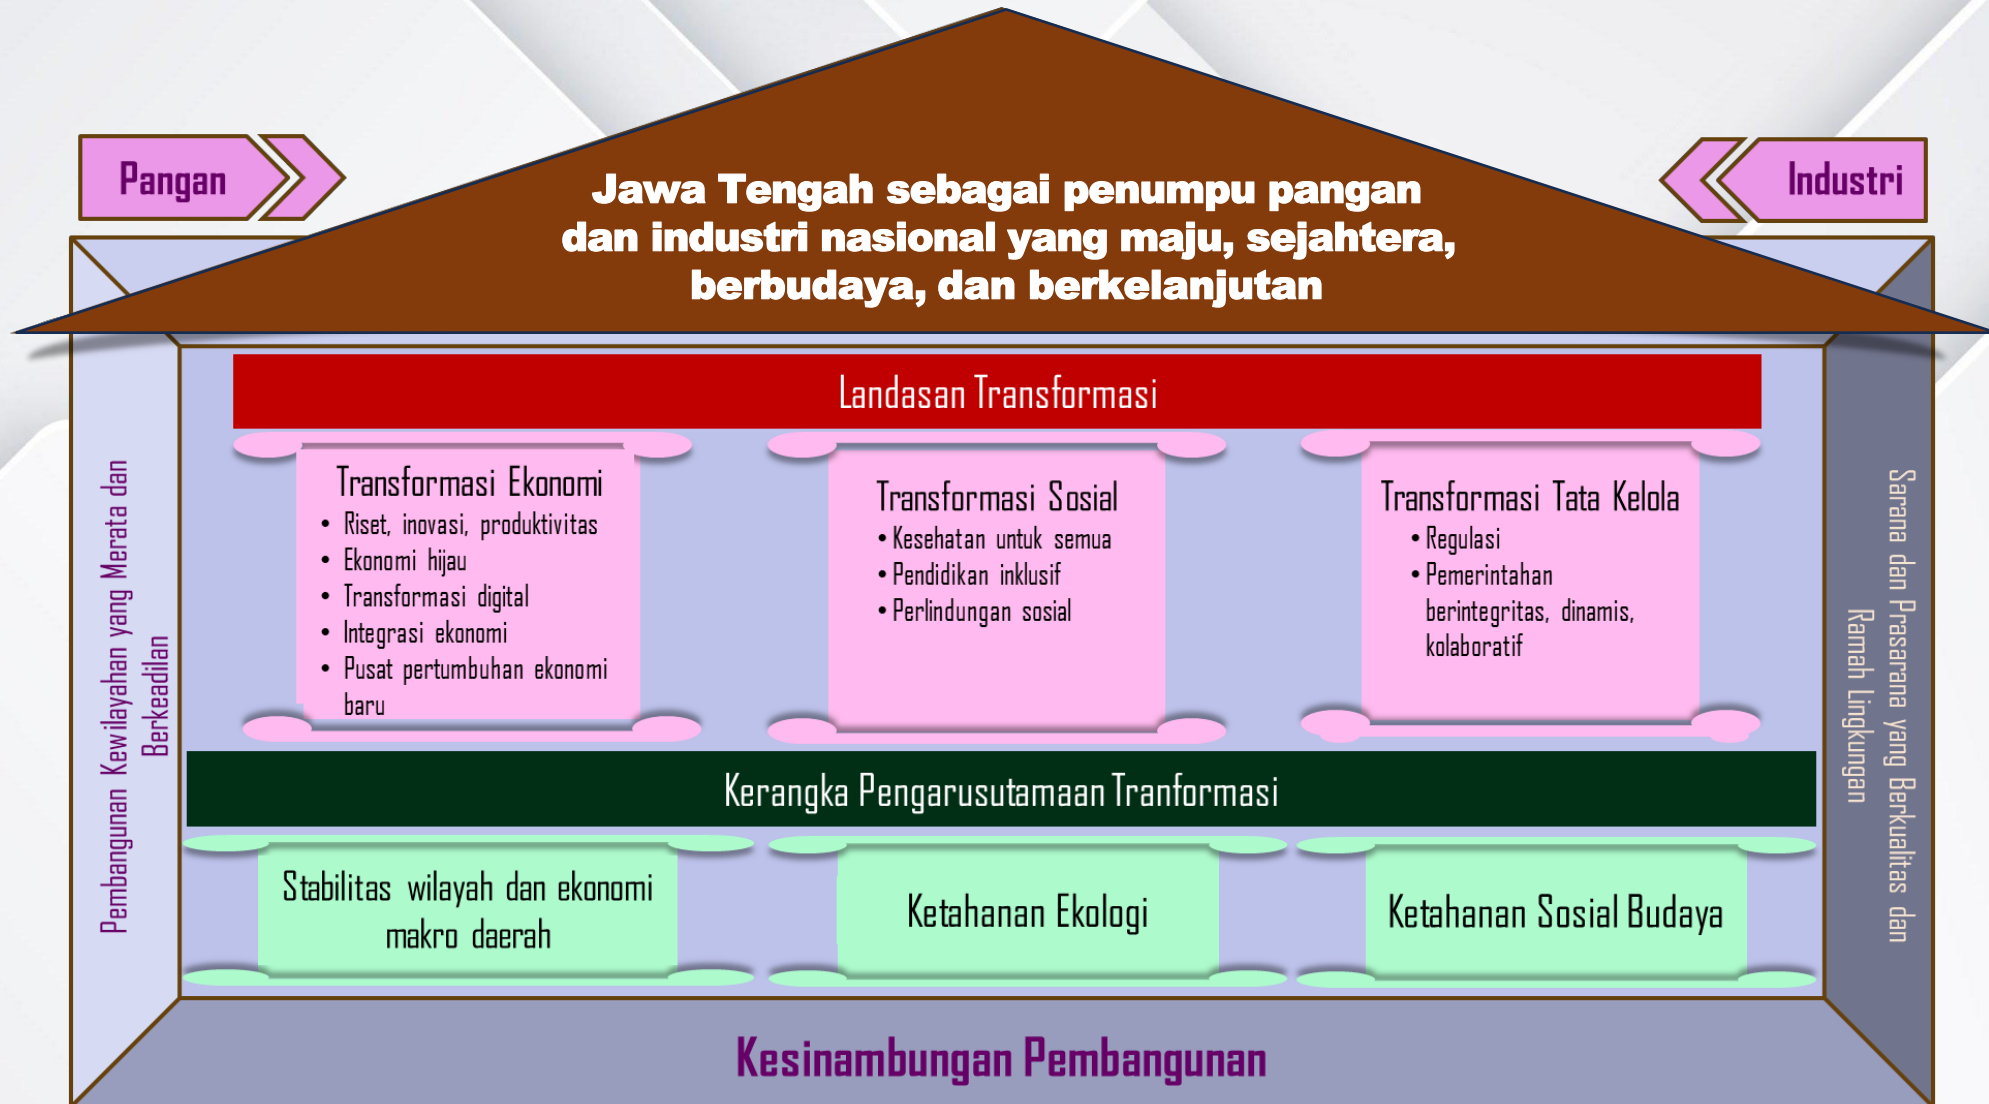 Pangan
Industri
Jawa Tengah sebagai penumpu pangan
dan industri nasional yang maju, sejahtera,
berbudaya, dan berkelanjutan
Landasan Transformasi
Transformasi Ekonomi
• Riset, inovasi, produktivitas
• Ekonomi hijau
• Transformasi digital
• Integrasi ekonomi
• Pusat pertumbuhan ekonomi
baru
Transformasi Sosial
• Kesehatan untuk semua
• Pendidikan inklusif
• Perlindungan sosial
Transformasi Tata Kelola
• Regulasi
• Pemerintahan
berintegritas, dinamis,
kolaboratif
Pembangunan Kewilayahan yang Merata dan
Berkeadilan
Sarana dan Prasarana yang Berkualitas dan
Ramah Lingkungan
Kerangka Pengarusutamaan Tranformasi
Stabilitas wilayah dan ekonomi
makro daerah
Ketahanan Ekologi
Ketahanan Sosial Budaya
Kesinambungan Pembangunan